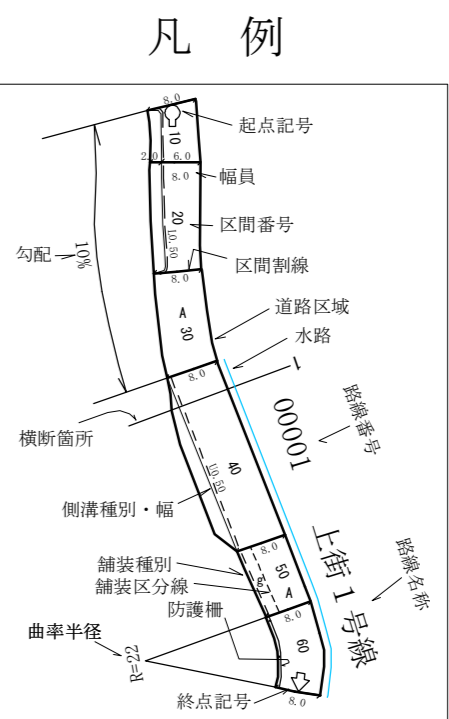 凡 例
8.0
起点記号
10
2.0 6.0
8.0
幅員
20
区間番号
L0.50
勾配
10%
区間割線
8.0
A
30
道路区域
水路
8.0
1
横断箇所
00001
路線番号
40
U0.50
側溝種別・幅
8.0
舗装種別
50
g
A
舗装区分線
上街１号線
路線名称
防護柵
60
曲率半径
R=22
終点記号
8.0